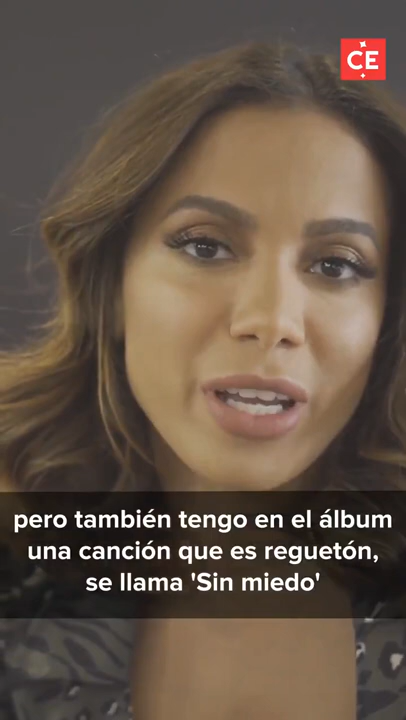 CE
pero también tengo en el álbum
una canción que es reguetón,
se llama 'Sin miedo'